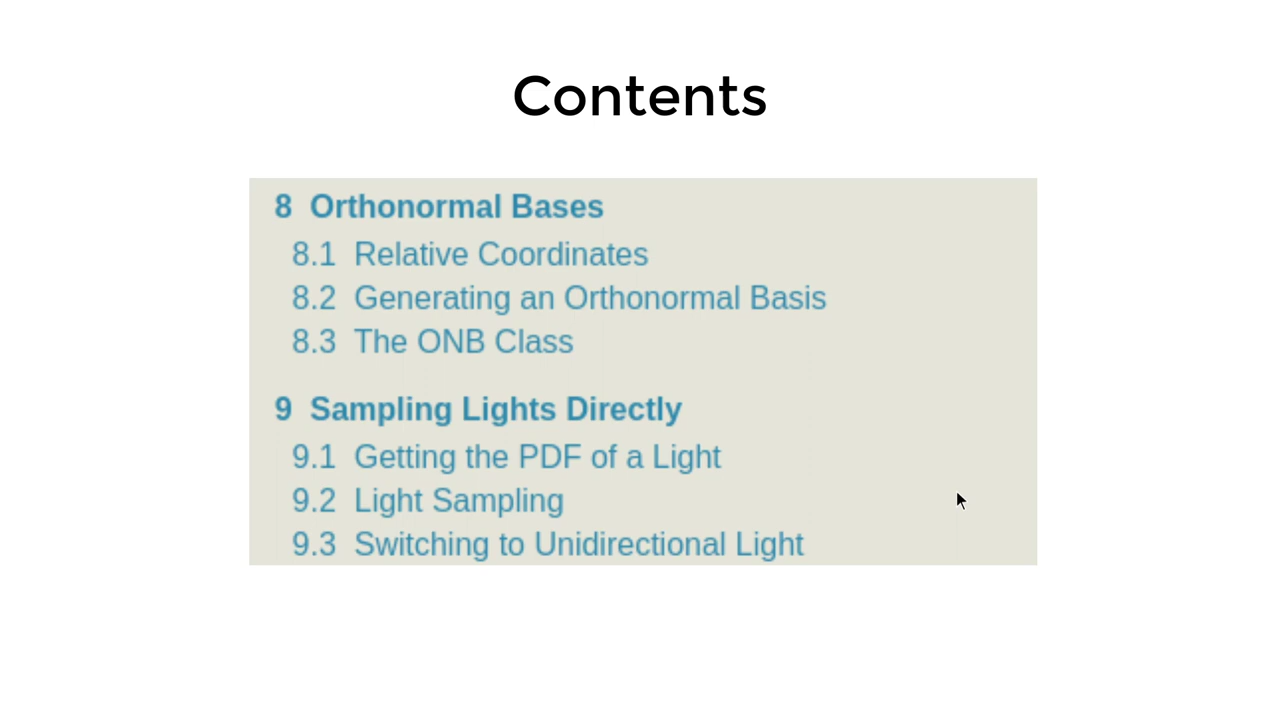 Contents
8 Orthonormal Bases
8.1 Relative Coordinates
8.2 Generating an Orthonormal Basis
8.3 The ONB Class
9 Sampling Lights Directly
9.1 Getting the PDF of a Light
9.2 Light Sampling
9.3 Switching to Unidirectional Light